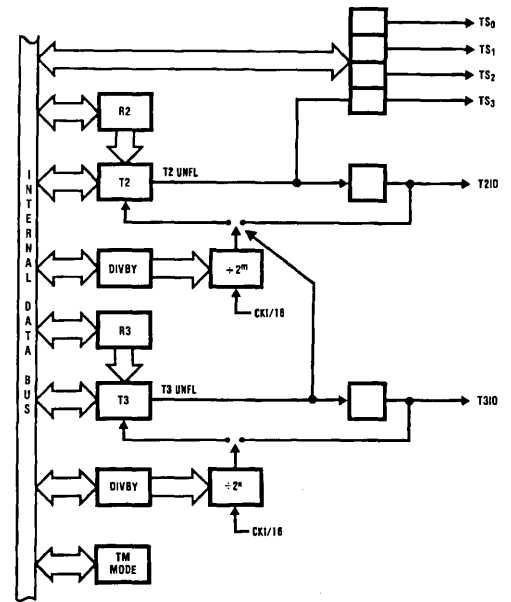 TS₀
TS₁
TS₂
TS₃
R2
T2
T2 UNFL
T2IO
DIVBY
÷2ᵐ
CKI/16
R3
INTERNAL DATA BUS
T3
T3 UNFL
T3IO
DIVBY
÷2ⁿ
CKI/16
TM
MODE